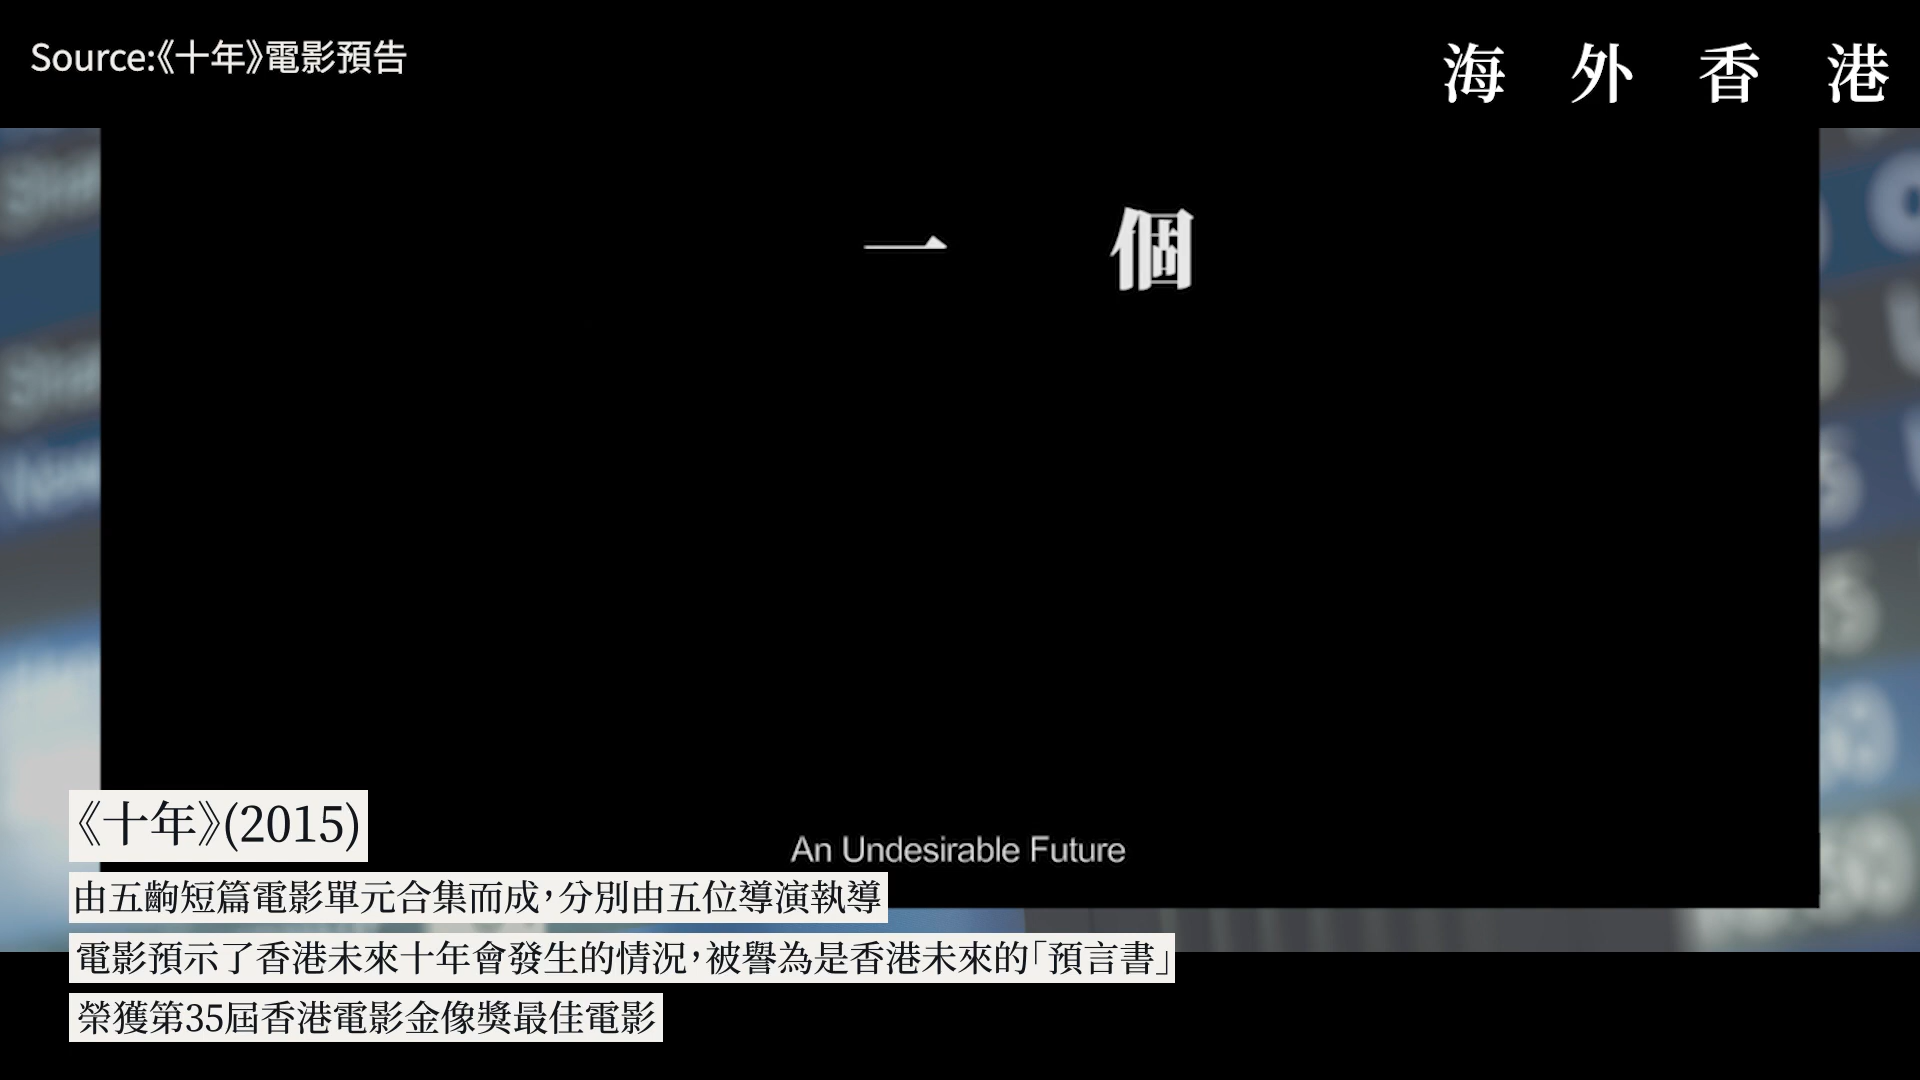 Source:《十年》電影預告
海外香港
一個
An Undesirable Future
《十年》(2015)
由五齣短篇電影單元合集而成，分別由五位導演執導
電影預示了香港未來十年會發生的情況，被譽為是香港未來的「預言書」
榮獲第35屆香港電影金像獎最佳電影